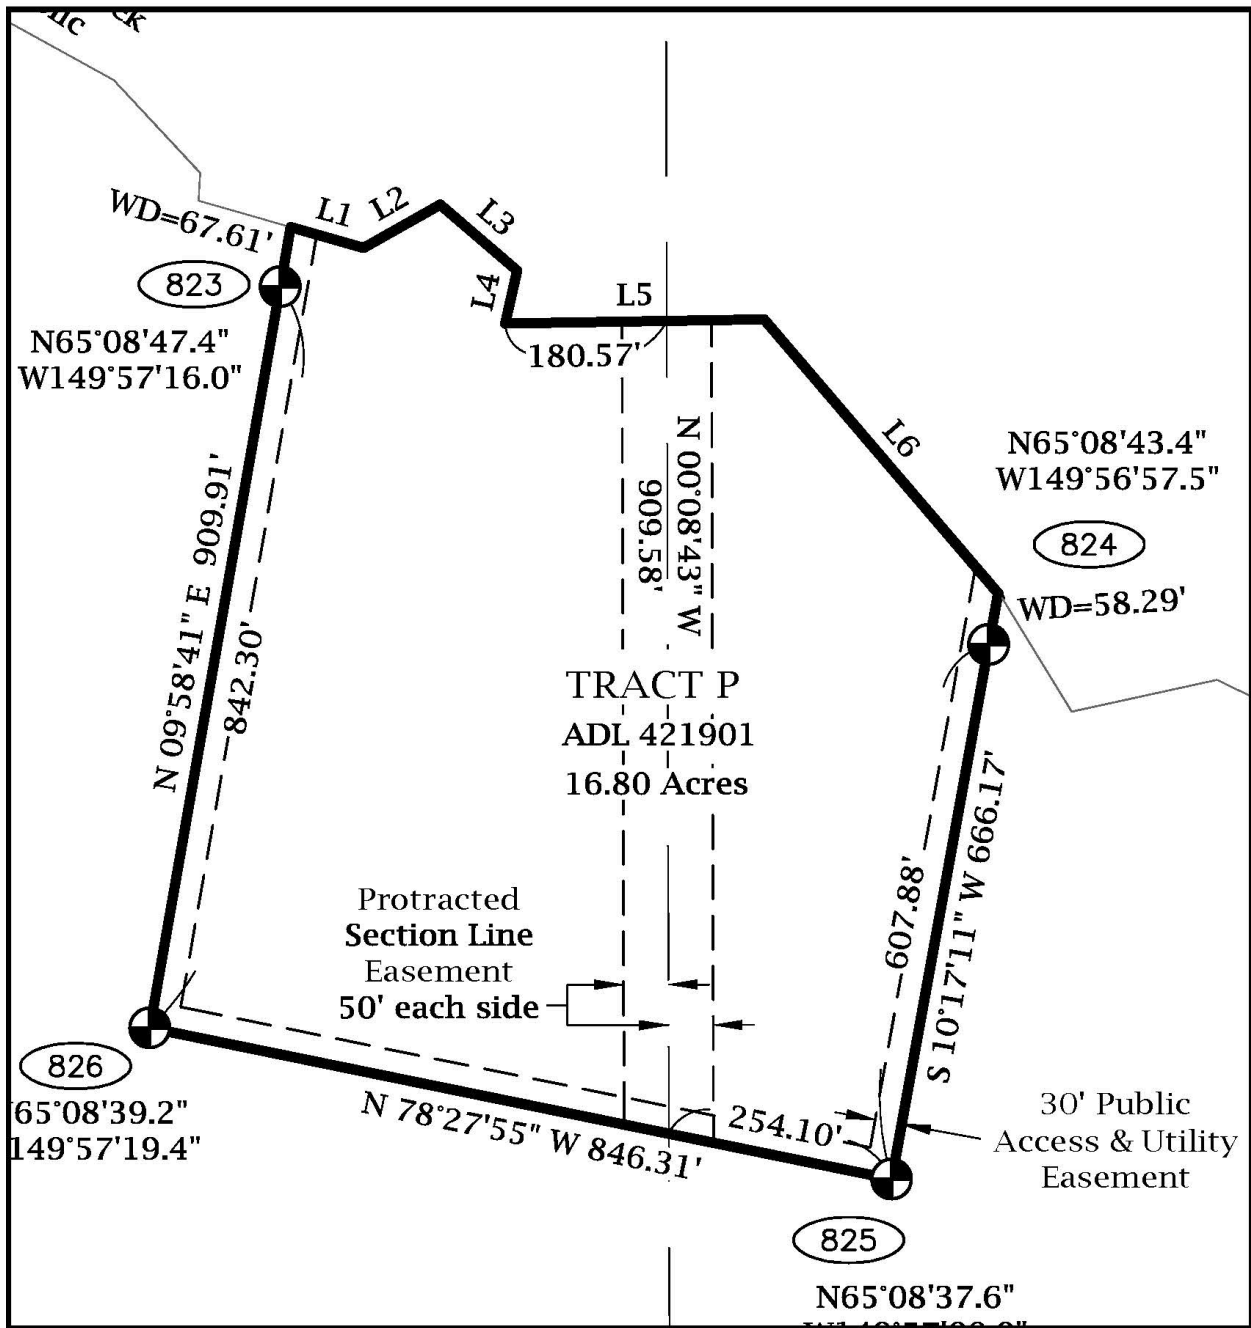 WD=67.61'
L1
L2
L3
L4
L5
L6
823
N65°08'47.4"
W149°57'16.0"
180.57'
N65°08'43.4"
W149°56'57.5"
824
WD=58.29'
N 09°58'41" E 909.91'
842.30'
N 00°08'43" W
909.58'
TRACT P
ADL 421901
16.80 Acres
Protracted
Section Line
Easement
50' each side
607.88'
S 10°17'11" W 666.17'
826
65°08'39.2"
149°57'19.4"
N 78°27'55" W 846.31'
254.10'
30' Public
Access & Utility
Easement
825
N65°08'37.6"